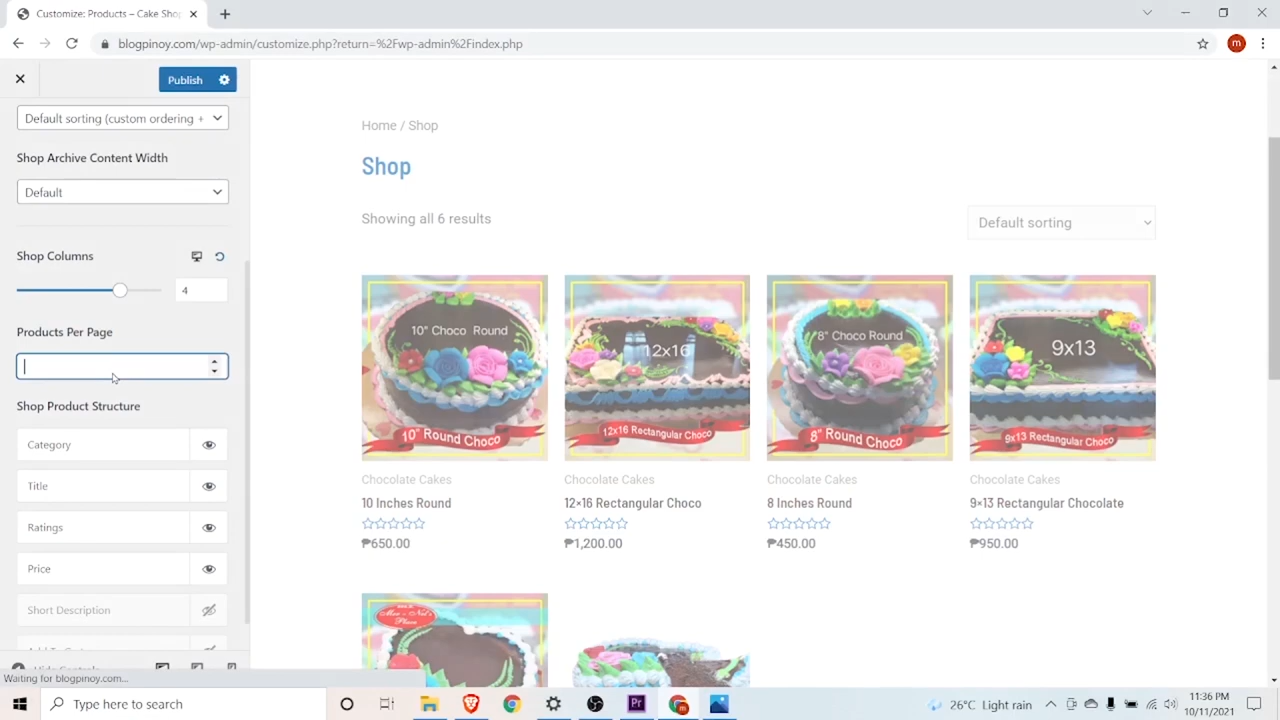 Customize: Products – Cake Shop
blogpinoy.com/wp-admin/customize.php?return=%2Fwp-admin%2Findex.php
m
Publish
Default sorting (custom ordering +
Shop Archive Content Width
Default
Shop Columns
4
Products Per Page
Shop Product Structure
Category
Title
Ratings
Price
Short Description
Hide Controls
Waiting for blogpinoy.com...
Home / Shop
Shop
Showing all 6 results
Default sorting
10" Choco Round
10" Round Choco
12x16
12x16 Rectangular Choco
8" Choco Round
8" Round Choco
9x13
9x13 Rectangular Choco
Chocolate Cakes
10 Inches Round
₱650.00
Chocolate Cakes
12×16 Rectangular Choco
₱1,200.00
Chocolate Cakes
8 Inches Round
₱450.00
Chocolate Cakes
9×13 Rectangular Chocolate
₱950.00
Type here to search
Pr
m
26°C Light rain
11:36 PM
10/11/2021